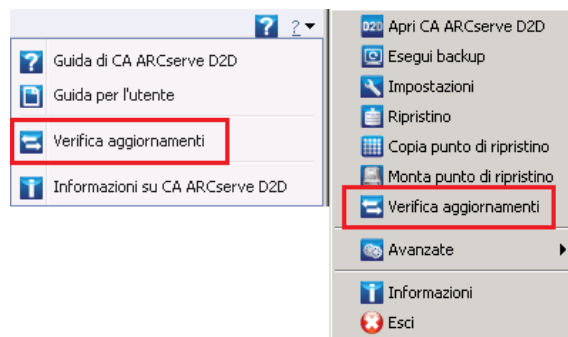 ? ?
? Guida di CA ARCserve D2D
Guida per l'utente
Verifica aggiornamenti
Informazioni su CA ARCserve D2D
D2D Apri CA ARCserve D2D
Esegui backup
Impostazioni
Ripristino
Copia punto di ripristino
Monta punto di ripristino
Verifica aggiornamenti
Avanzate
Informazioni
Esci